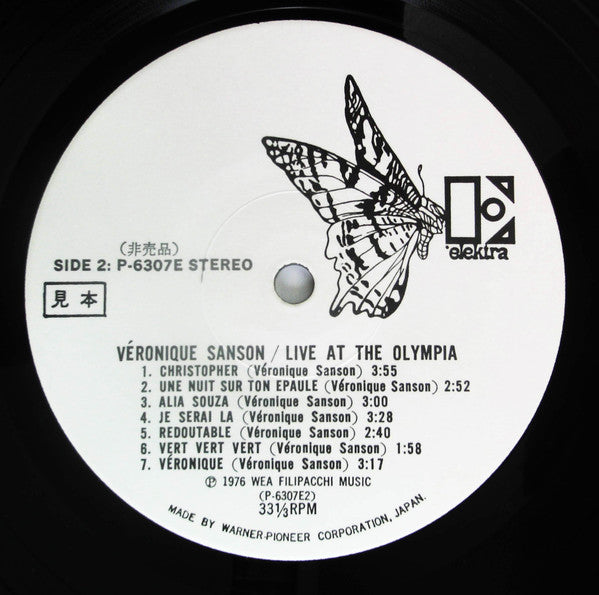 elektra
(非売品)
SIDE 2: P-6307E STEREO
見本
VÉRONIQUE SANSON / LIVE AT THE OLYMPIA
1. CHRISTOPHER (Véronique Sanson) 3:55
2. UNE NUIT SUR TON EPAULE (Véronique Sanson) 2:52
3. ALIA SOUZA (Véronique Sanson) 3:00
4. JE SERAI LA (Véronique Sanson) 3:28
5. REDOUTABLE (Véronique Sanson) 2:40
6. VERT VERT VERT (Véronique Sanson) 1:58
7. VÉRONIQUE (Véronique Sanson) 3:17
℗ 1976 WEA FILIPACCHI MUSIC
(P-6307E2)
33⅓RPM
MADE BY WARNER-PIONEER CORPORATION, JAPAN.